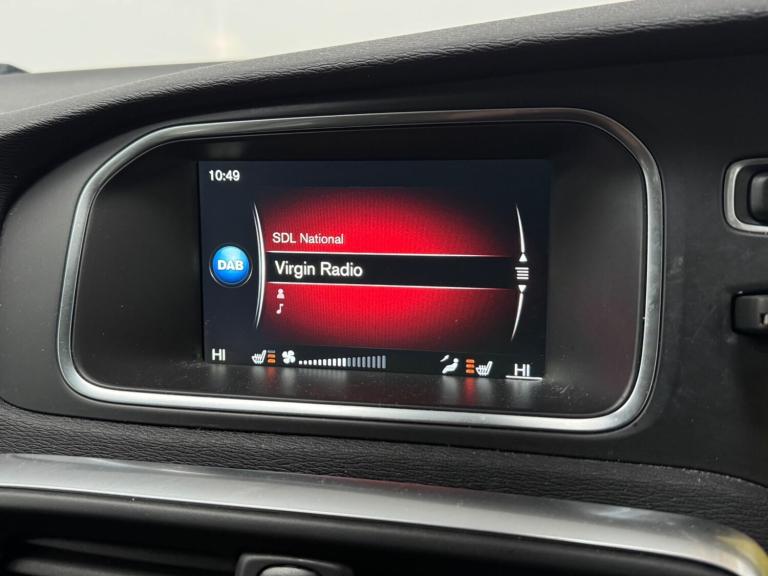 10:49
SDL National
DAB
Virgin Radio
HI
HI